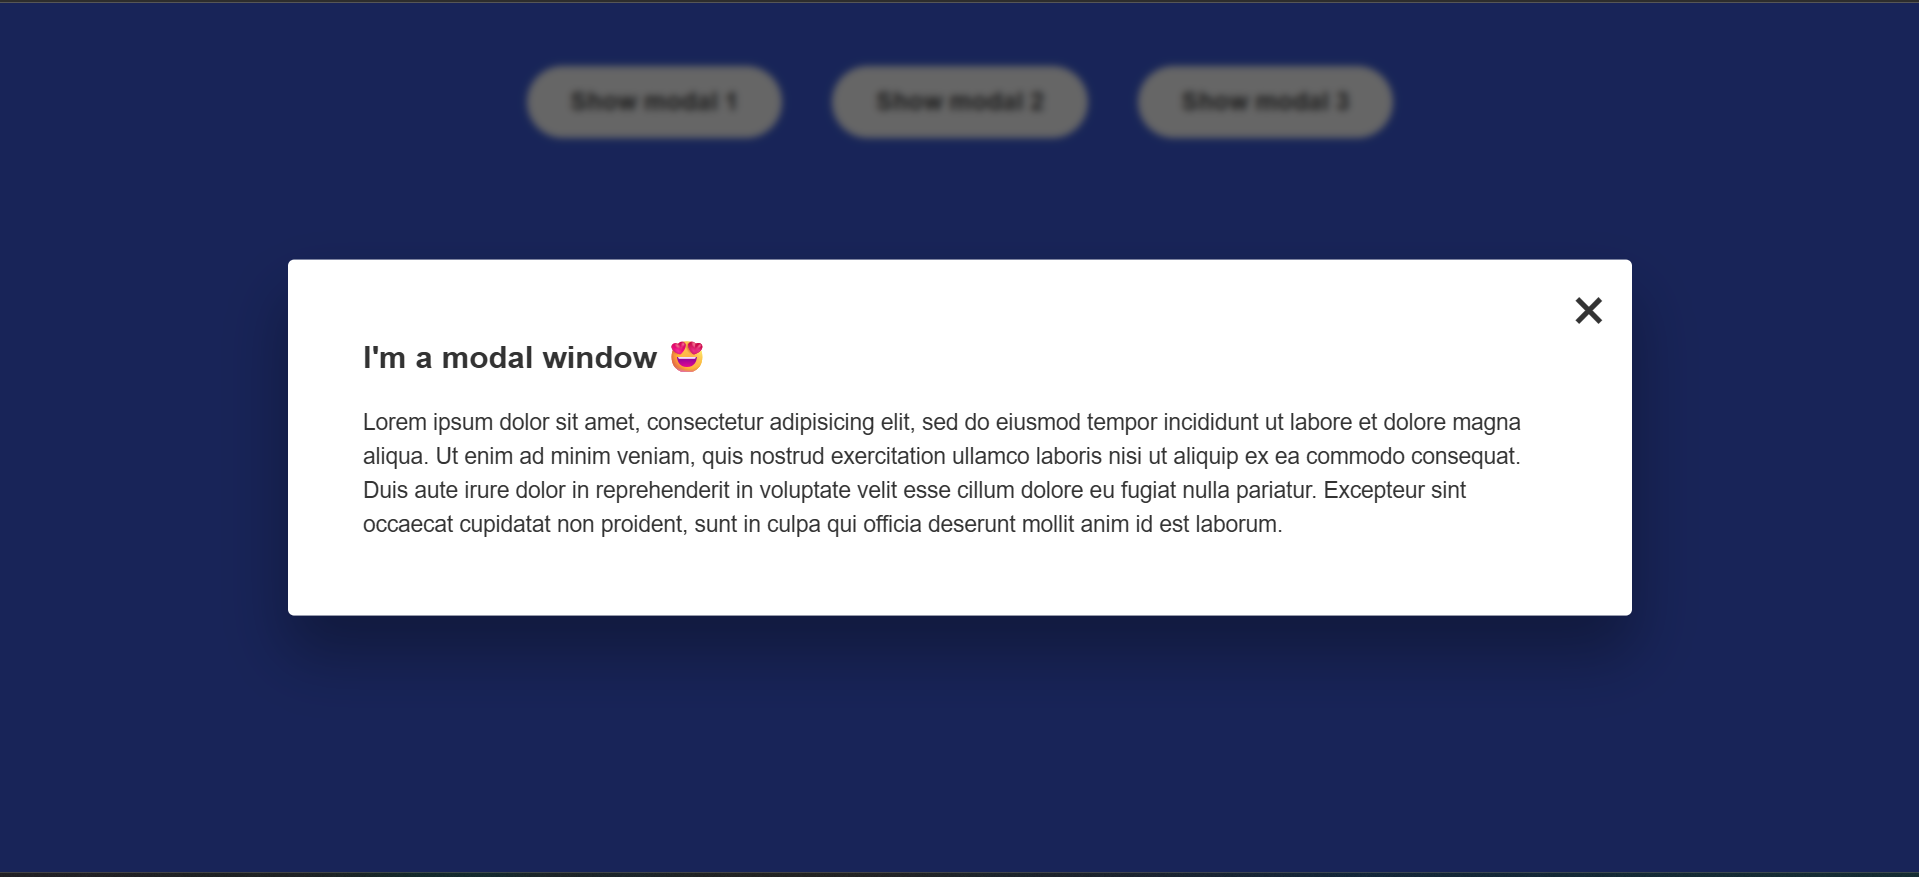 Show modal 1 Show modal 2 Show modal 3
×
I'm a modal window 😍
Lorem ipsum dolor sit amet, consectetur adipisicing elit, sed do eiusmod tempor incididunt ut labore et dolore magna
aliqua. Ut enim ad minim veniam, quis nostrud exercitation ullamco laboris nisi ut aliquip ex ea commodo consequat.
Duis aute irure dolor in reprehenderit in voluptate velit esse cillum dolore eu fugiat nulla pariatur. Excepteur sint
occaecat cupidatat non proident, sunt in culpa qui officia deserunt mollit anim id est laborum.